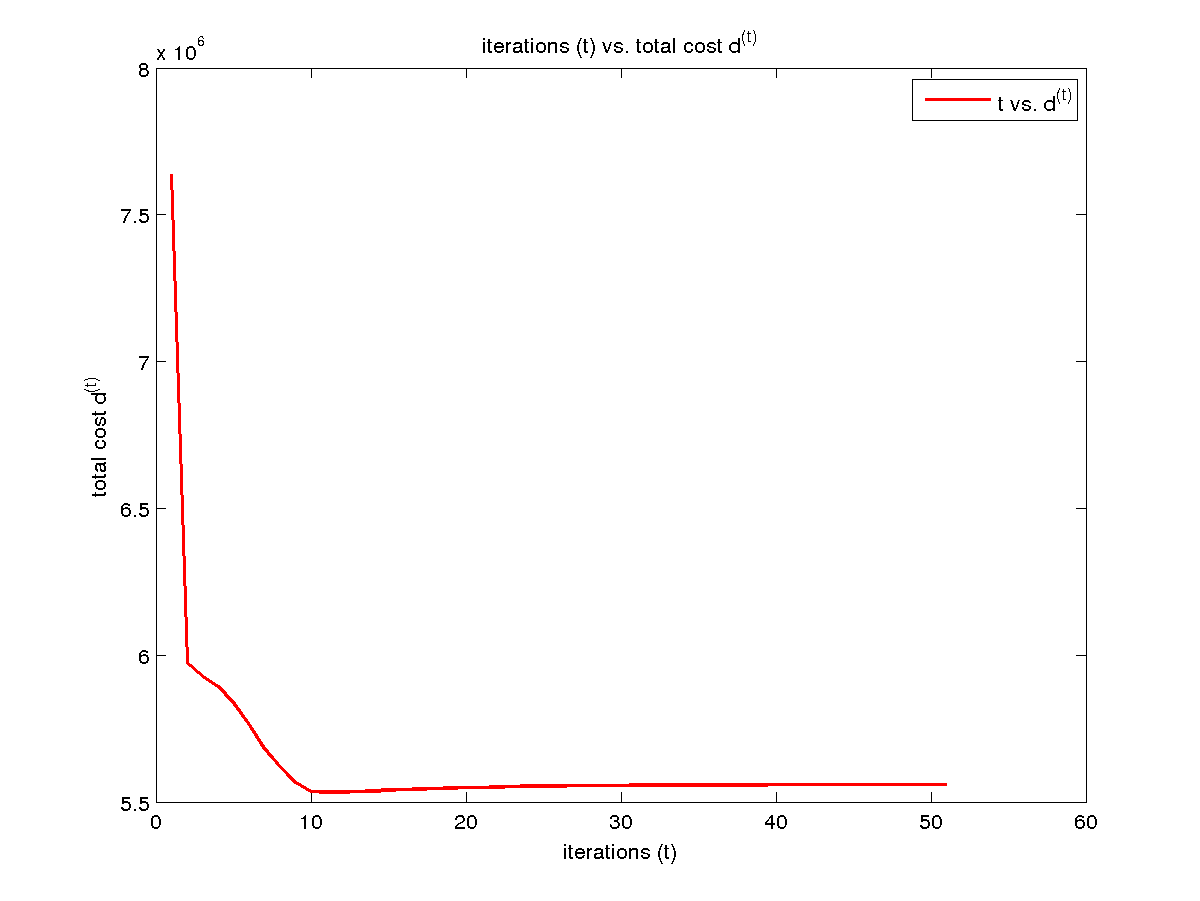 iterations (t) vs. total cost d^(t)
x 10^6
t vs. d^(t)
8
7.5
7
6.5
6
5.5
total cost d^(t)
0 10 20 30 40 50 60
iterations (t)